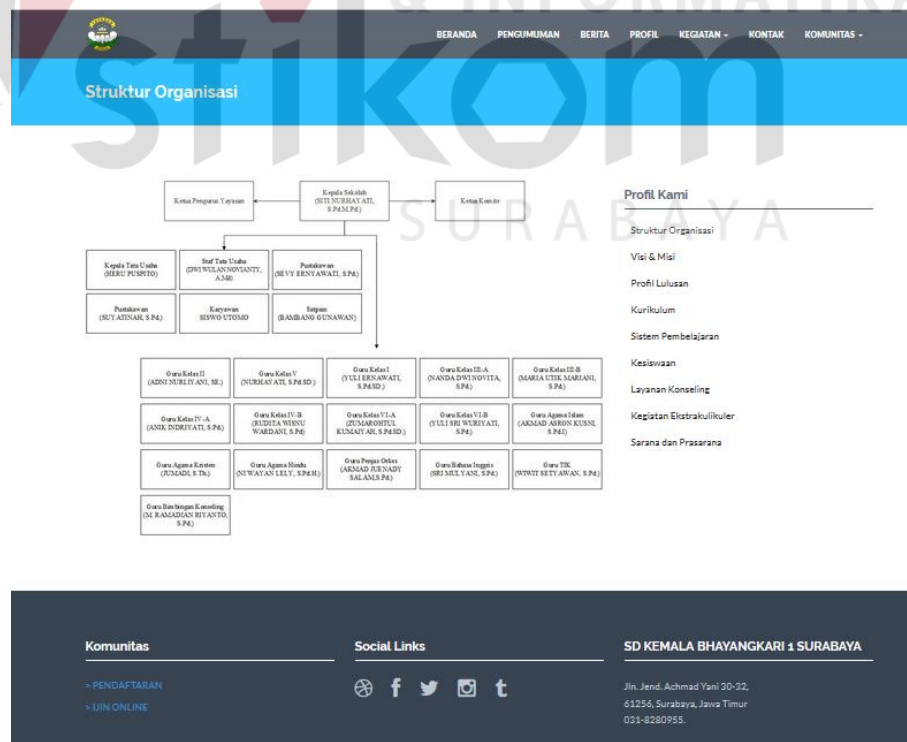 & INFORMATIKA
BERANDA PENGUMUMAN BERITA PROFIL KEGIATAN KONTAK KOMUNITAS
Struktur Organisasi
stikom
SURABAYA
Ketua Pengurus Yayasan
Kepala Sekolah
(SITI NURHAYATI,
S.Pd.M.Pd.)
Ketua Komite
Kepala Tata Usaha
(HERU PUSPITO)
Staf Tata Usaha
(DWI WULAN NOVIANTY,
A.Md)
Pustakawan
(SEVY ERNYAWATI, S.Pd.)
Pustakawan
(SUYATINAH, S.Pd.)
Karyawan
SISWO UTOMO
Satpam
(BAMBANG GUNAWAN)
Guru Kelas II
(ADNI NURLIYANI, SE.)
Guru Kelas V
(NURHAYATI, S.Pd.SD.)
Guru Kelas I
(YULI ERNAWATI,
S.Pd.SD.)
Guru Kelas III-A
(NANDA DWI NOVITA,
S.Pd.)
Guru Kelas III-B
(MARIA UTIK MARIANI,
S.Pd.)
Guru Kelas IV-A
(ANIK INDRIYATI, S.Pd.)
Guru Kelas IV-B
(RUDITA WISNU
WARDANI, S.Pd)
Guru Kelas VI-A
(ZUMAROHTUL
KUMAIYAH, S.Pd.SD.)
Guru Kelas VI-B
(YULI SRI WURIYATI,
S.Pd.)
Guru Agama Islam
(AKMAD ASRON KUSNI,
S.Pd.I)
Guru Agama Kristen
(JUMADI, S.Th.)
Guru Agama Hindu
(NI WAYAN LELY, S.Pd.H.)
Guru Penjas Orkes
(AKMAD JUENADY
SALAM,S.Pd.)
Guru Bahasa Inggris
(SRI MULYANI, S.Pd.)
Guru TIK
(WIWIT SETYAWAN, S.Pd.)
Guru Bimbingan Konseling
(M. RAMADIAN RIYANTO,
S.Pd.)
Profil Kami
Struktur Organisasi
Visi & Misi
Profil Lulusan
Kurikulum
Sistem Pembelajaran
Kesiswaan
Layanan Konseling
Kegiatan Ekstrakulikuler
Sarana dan Prasarana
Komunitas
> PENDAFTARAN
> IJIN ONLINE
Social Links
SD KEMALA BHAYANGKARI 1 SURABAYA
Jln. Jend. Achmad Yani 30-32,
61256, Surabaya, Jawa Timur
031-8280955.